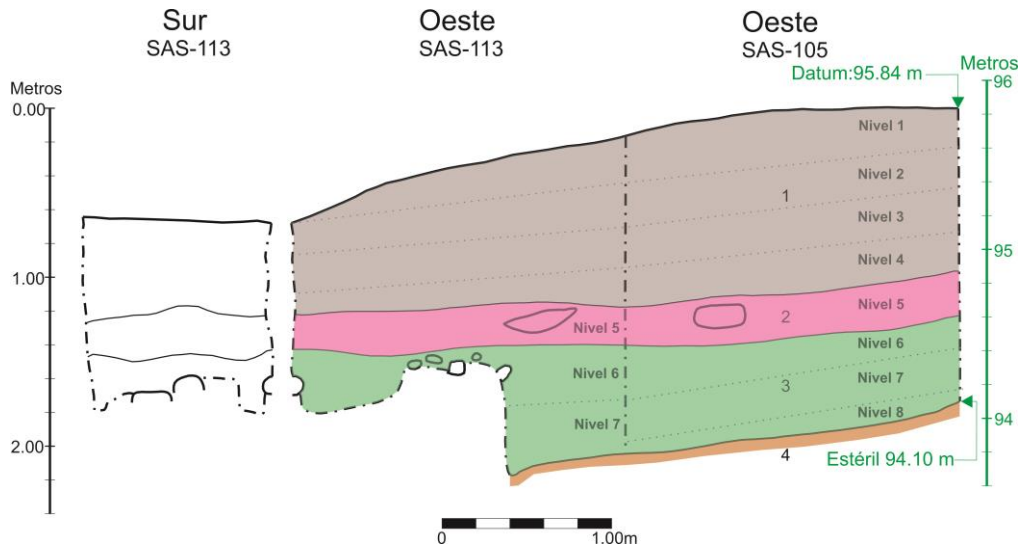 Sur
SAS-113
Oeste
SAS-113
Oeste
SAS-105
Metros
0.00
1.00
2.00
Datum:95.84 m
Metros
96
95
94
Nivel 1
Nivel 2
1
Nivel 3
Nivel 4
Nivel 5
2
Nivel 5
Nivel 6
Nivel 6
3
Nivel 7
Nivel 7
Nivel 8
4
Estéril 94.10 m
0
1.00m